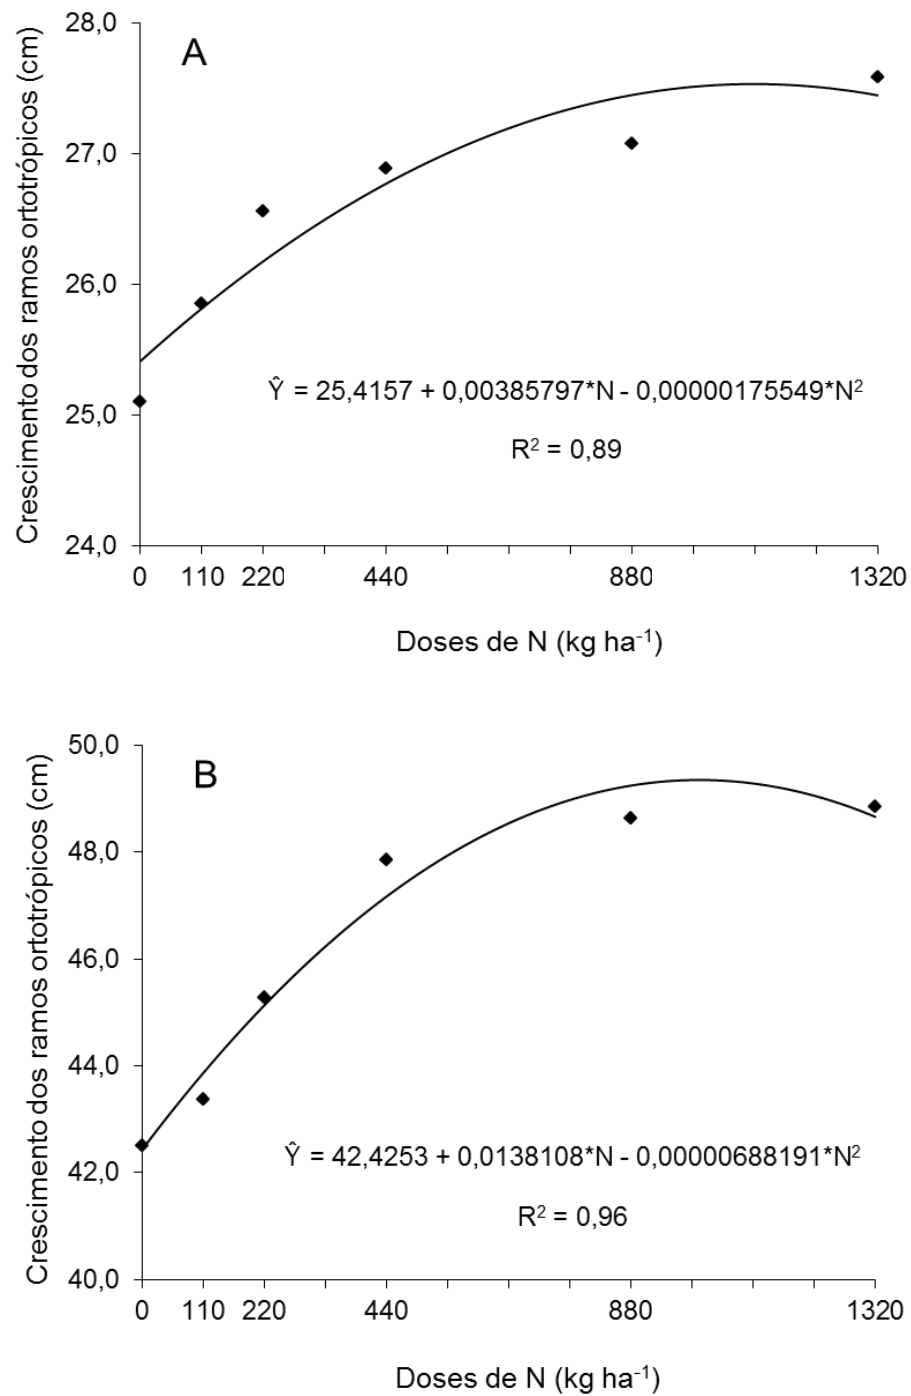 A
Crescimento dos ramos ortotrópicos (cm)
28,0
27,0
26,0
25,0
24,0
Ŷ = 25,4157 + 0,00385797*N - 0,00000175549*N²
R² = 0,89
0 110 220 440 880 1320
Doses de N (kg ha⁻¹)
B
Crescimento dos ramos ortotrópicos (cm)
50,0
48,0
46,0
44,0
42,0
40,0
Ŷ = 42,4253 + 0,0138108*N - 0,00000688191*N²
R² = 0,96
0 110 220 440 880 1320
Doses de N (kg ha⁻¹)